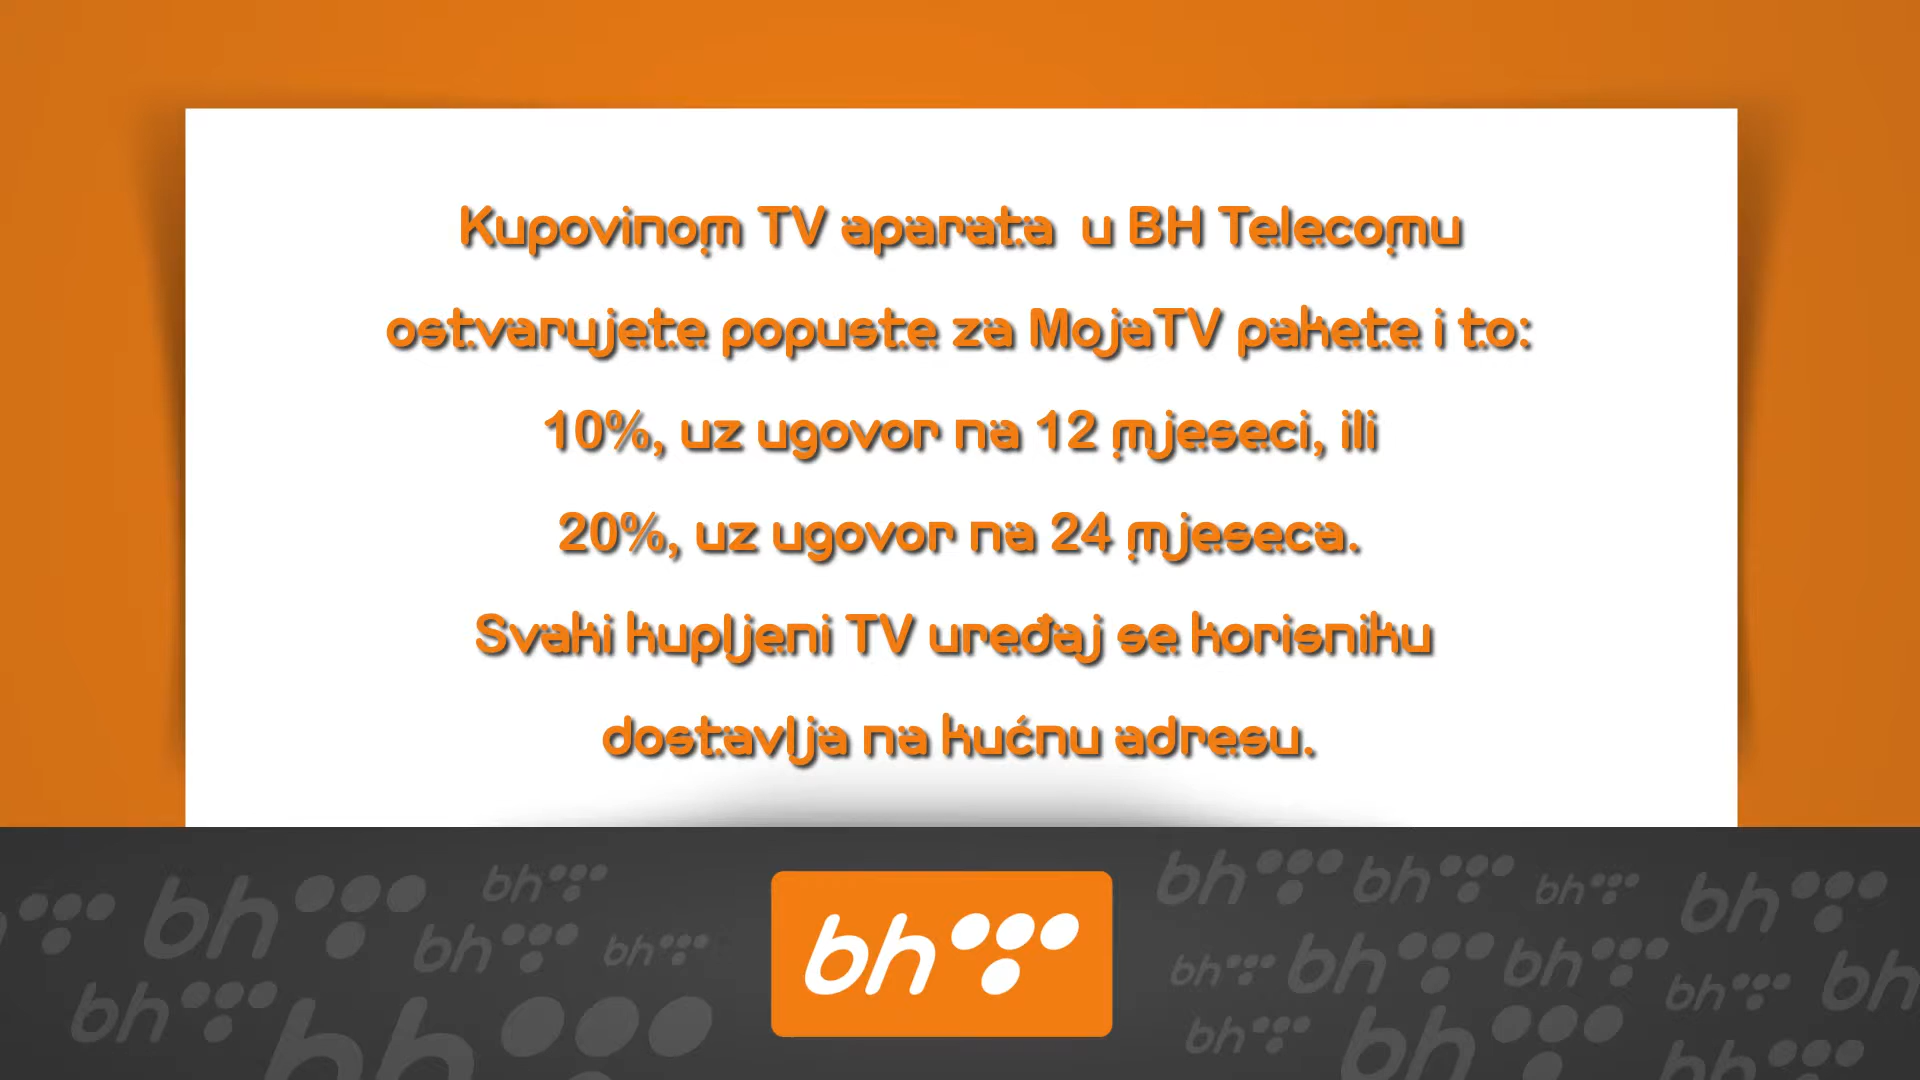 Kupovinom TV aparata u BH Telecomu
ostvarujete popuste za MojaTV pakete i to:
10%, uz ugovor na 12 mjeseci, ili
20%, uz ugovor na 24 mjeseca.
Svaki kupljeni TV uređaj se korisniku
dostavlja na kućnu adresu.
bh